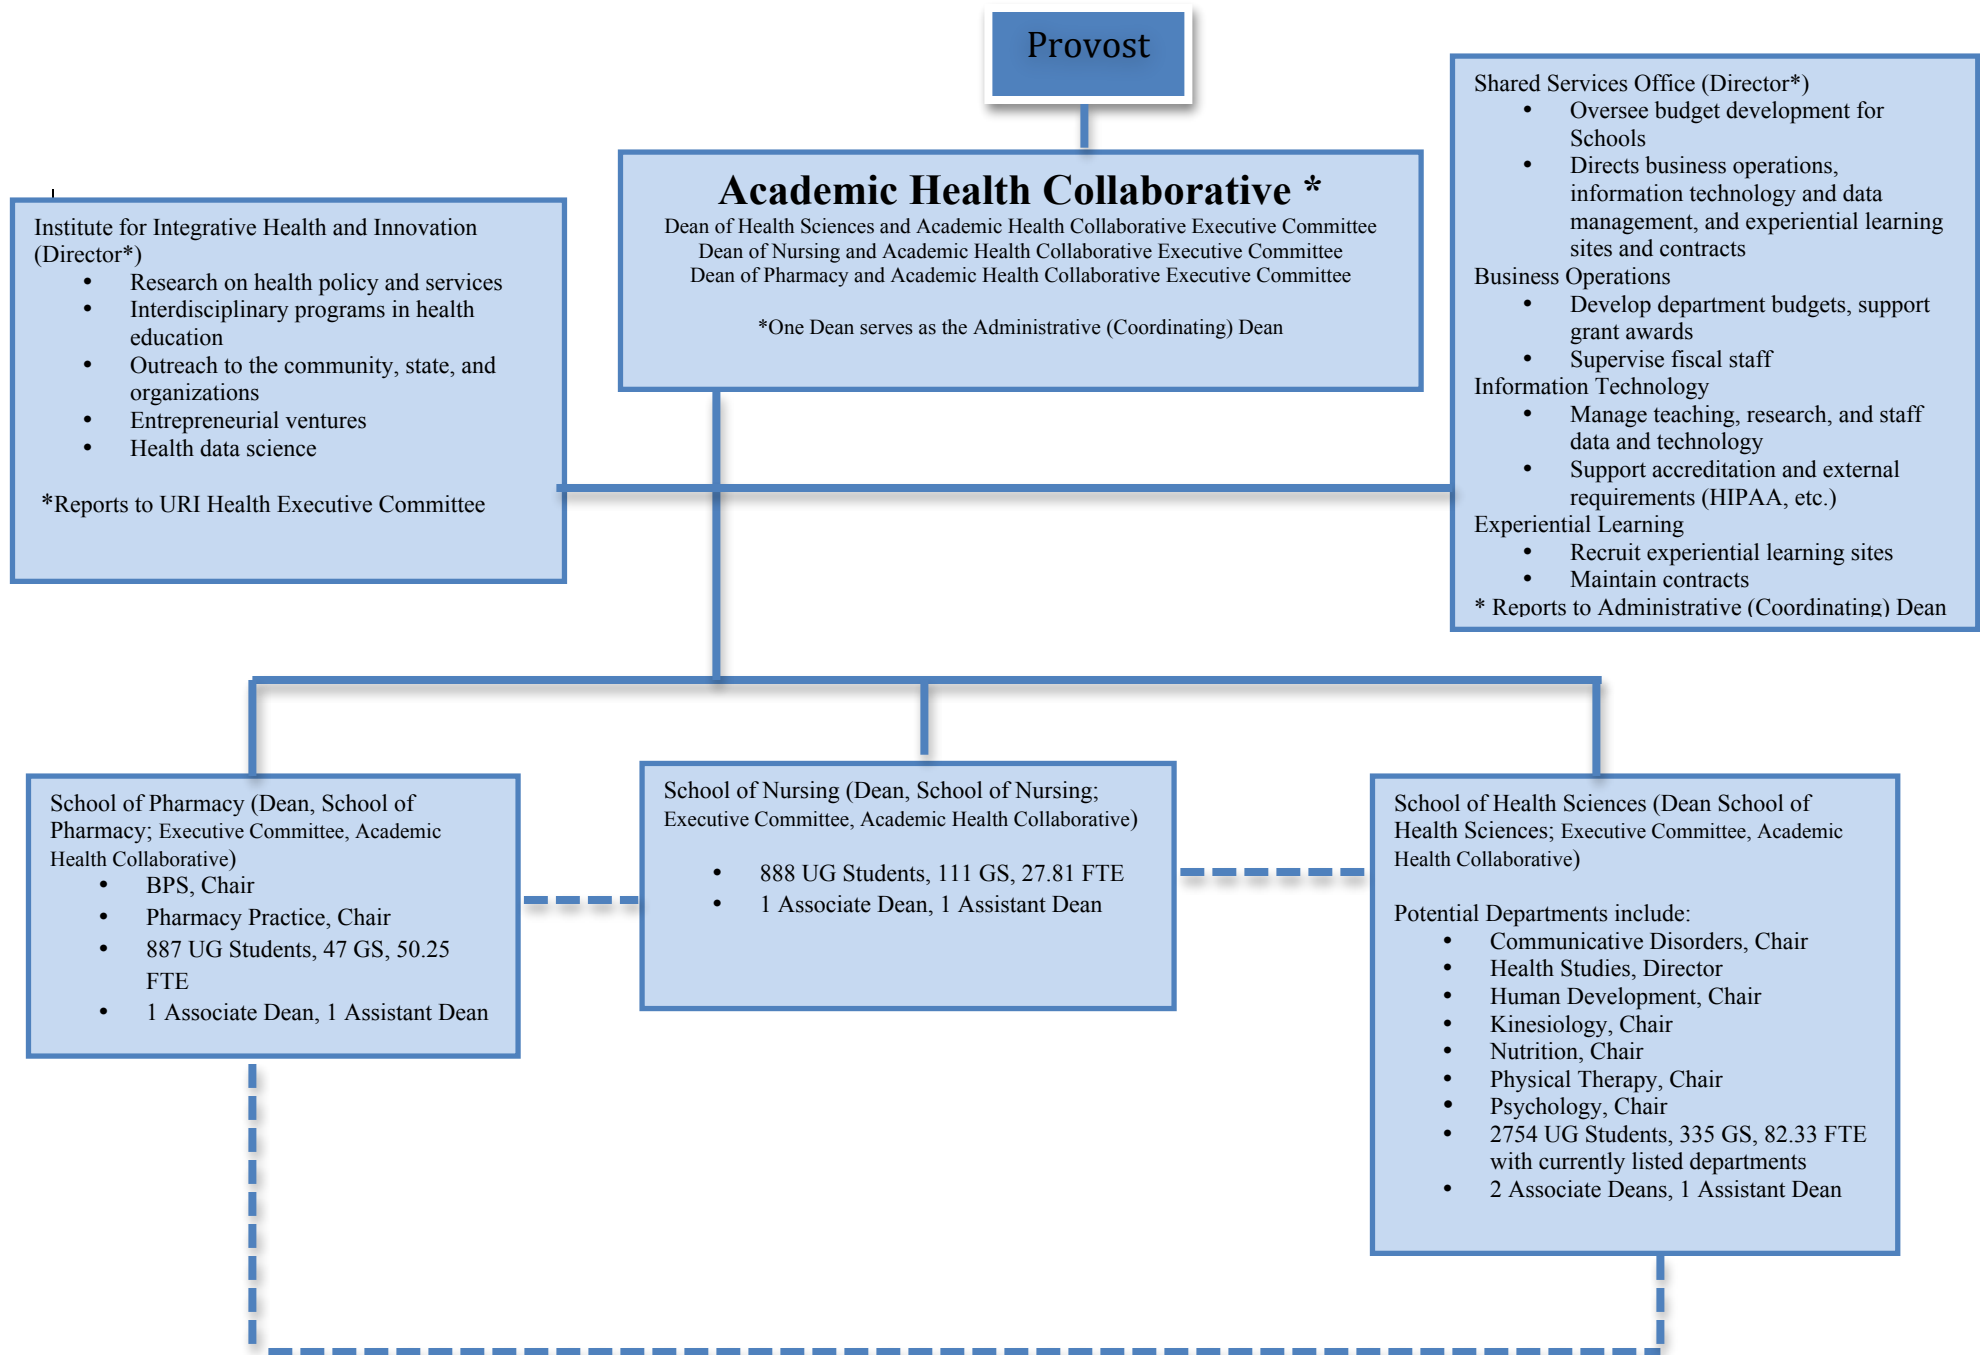 Provost
Academic Health Collaborative *
Dean of Health Sciences and Academic Health Collaborative Executive Committee
Dean of Nursing and Academic Health Collaborative Executive Committee
Dean of Pharmacy and Academic Health Collaborative Executive Committee
*One Dean serves as the Administrative (Coordinating) Dean
Institute for Integrative Health and Innovation
(Director*)
• Research on health policy and services
• Interdisciplinary programs in health
education
• Outreach to the community, state, and
organizations
• Entrepreneurial ventures
• Health data science
*Reports to URI Health Executive Committee
Shared Services Office (Director*)
• Oversee budget development for
Schools
• Directs business operations,
information technology and data
management, and experiential learning
sites and contracts
Business Operations
• Develop department budgets, support
grant awards
• Supervise fiscal staff
Information Technology
• Manage teaching, research, and staff
data and technology
• Support accreditation and external
requirements (HIPAA, etc.)
Experiential Learning
• Recruit experiential learning sites
• Maintain contracts
* Reports to Administrative (Coordinating) Dean
School of Pharmacy (Dean, School of
Pharmacy; Executive Committee, Academic
Health Collaborative)
• BPS, Chair
• Pharmacy Practice, Chair
• 887 UG Students, 47 GS, 50.25
FTE
• 1 Associate Dean, 1 Assistant Dean
School of Nursing (Dean, School of Nursing;
Executive Committee, Academic Health Collaborative)
• 888 UG Students, 111 GS, 27.81 FTE
• 1 Associate Dean, 1 Assistant Dean
School of Health Sciences (Dean School of
Health Sciences; Executive Committee, Academic
Health Collaborative)
Potential Departments include:
• Communicative Disorders, Chair
• Health Studies, Director
• Human Development, Chair
• Kinesiology, Chair
• Nutrition, Chair
• Physical Therapy, Chair
• Psychology, Chair
• 2754 UG Students, 335 GS, 82.33 FTE
with currently listed departments
• 2 Associate Deans, 1 Assistant Dean